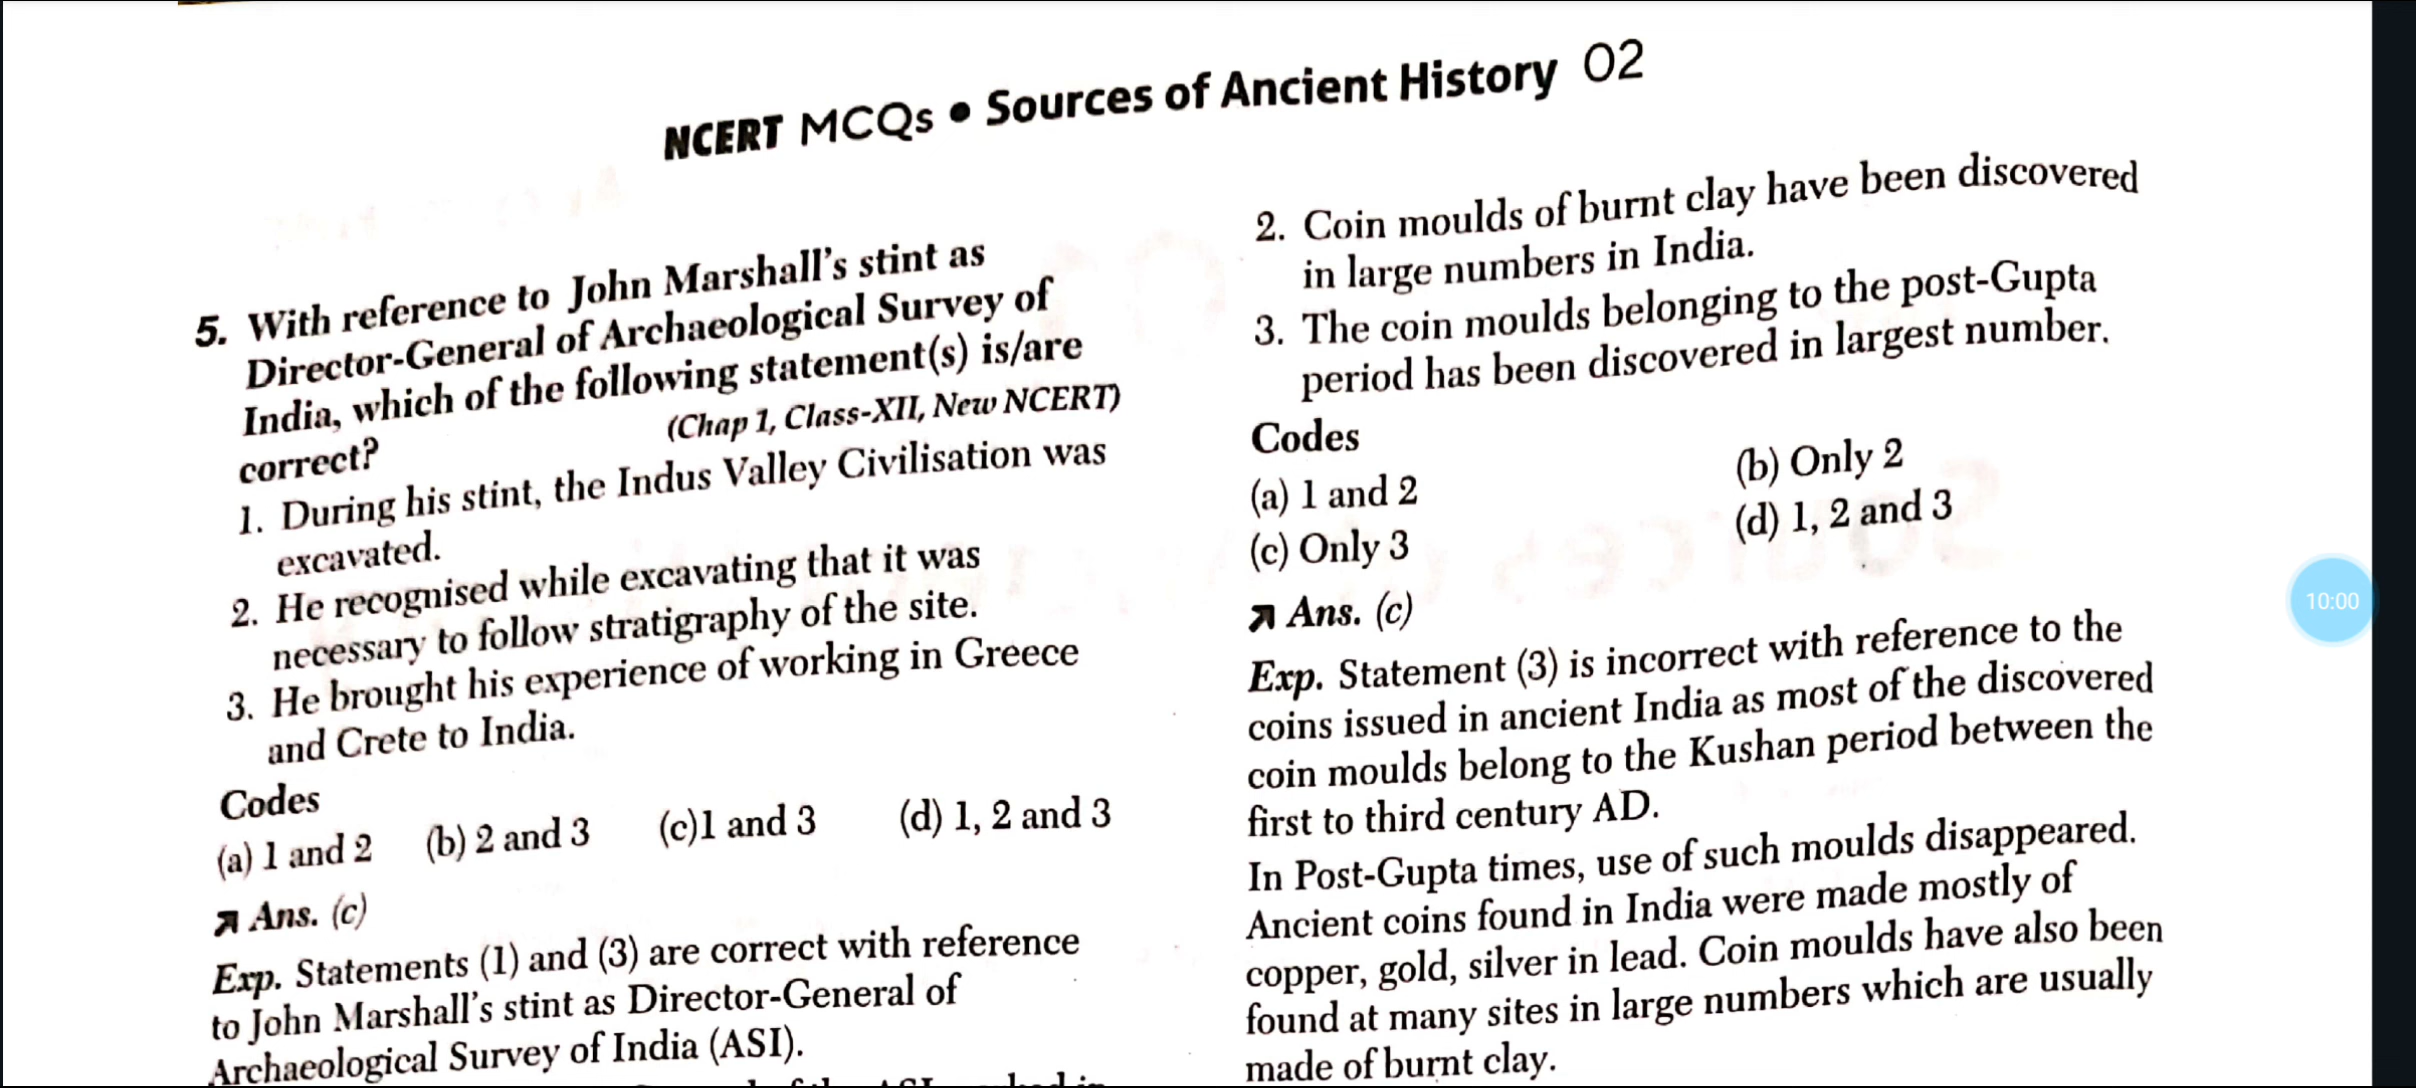 NCERT MCQs • Sources of Ancient History 02
5. With reference to John Marshall's stint as
Director-General of Archaeological Survey of
India, which of the following statement(s) is/are
correct? (Chap 1, Class-XII, New NCERT)
1. During his stint, the Indus Valley Civilisation was
excavated.
2. He recognised while excavating that it was
necessary to follow stratigraphy of the site.
3. He brought his experience of working in Greece
and Crete to India.
Codes
(a) 1 and 2 (b) 2 and 3 (c)1 and 3 (d) 1, 2 and 3
Ans. (c)
Exp. Statements (1) and (3) are correct with reference
to John Marshall's stint as Director-General of
Archaeological Survey of India (ASI).
2. Coin moulds of burnt clay have been discovered
in large numbers in India.
3. The coin moulds belonging to the post-Gupta
period has been discovered in largest number.
Codes
(a) 1 and 2 (b) Only 2
(c) Only 3 (d) 1, 2 and 3
Ans. (c)
Exp. Statement (3) is incorrect with reference to the
coins issued in ancient India as most of the discovered
coin moulds belong to the Kushan period between the
first to third century AD.
In Post-Gupta times, use of such moulds disappeared.
Ancient coins found in India were made mostly of
copper, gold, silver in lead. Coin moulds have also been
found at many sites in large numbers which are usually
made of burnt clay.
10:00